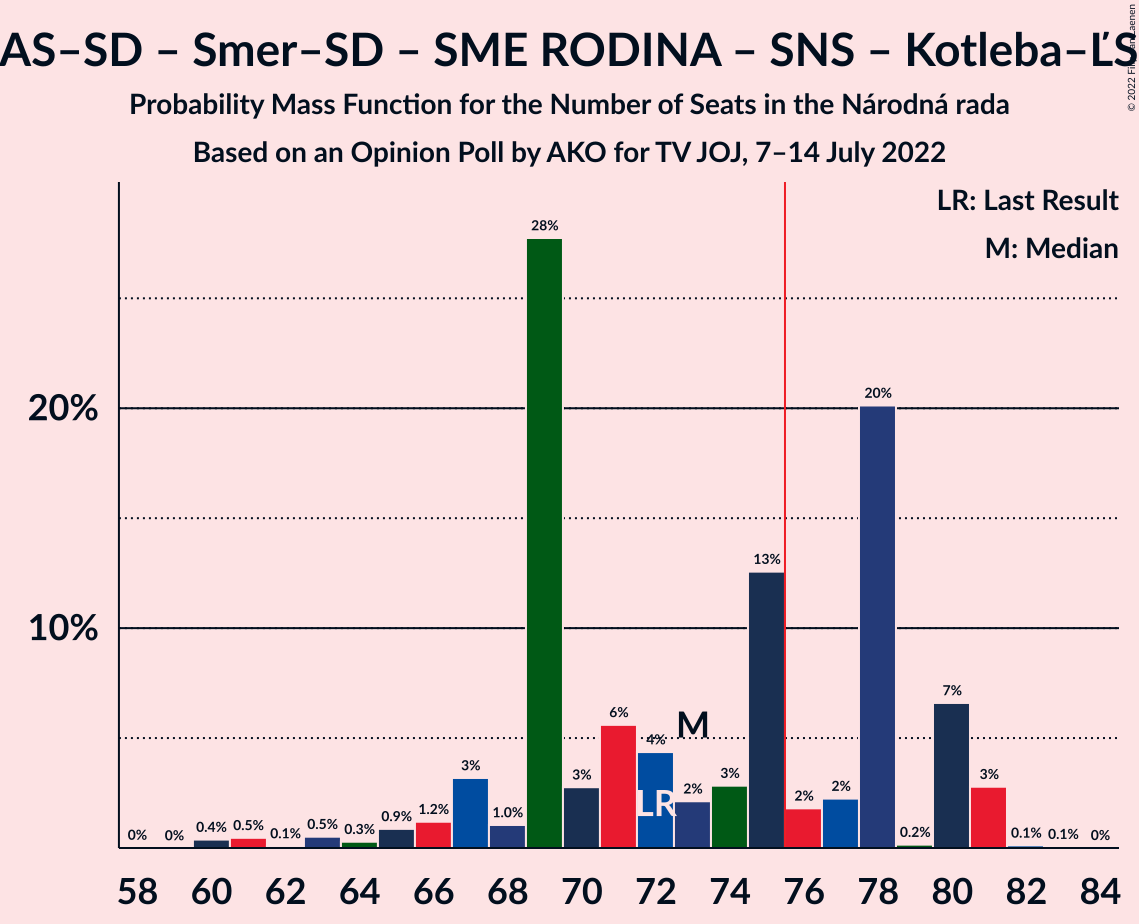 AS–SD – Smer–SD – SME RODINA – SNS – Kotleba–ĽS
Probability Mass Function for the Number of Seats in the Národná rada
Based on an Opinion Poll by AKO for TV JOJ, 7–14 July 2022
© 2022
LR: Last Result
M: Median
20%
10%
0% 0% 0.4% 0.5% 0.1% 0.5% 0.3% 0.9% 1.2% 3% 1.0% 28% 3% 6% 4% 2% 3% 13% 2% 2% 20% 0.2% 7% 3% 0.1% 0.1% 0%
M
LR
58 60 62 64 66 68 70 72 74 76 78 80 82 84